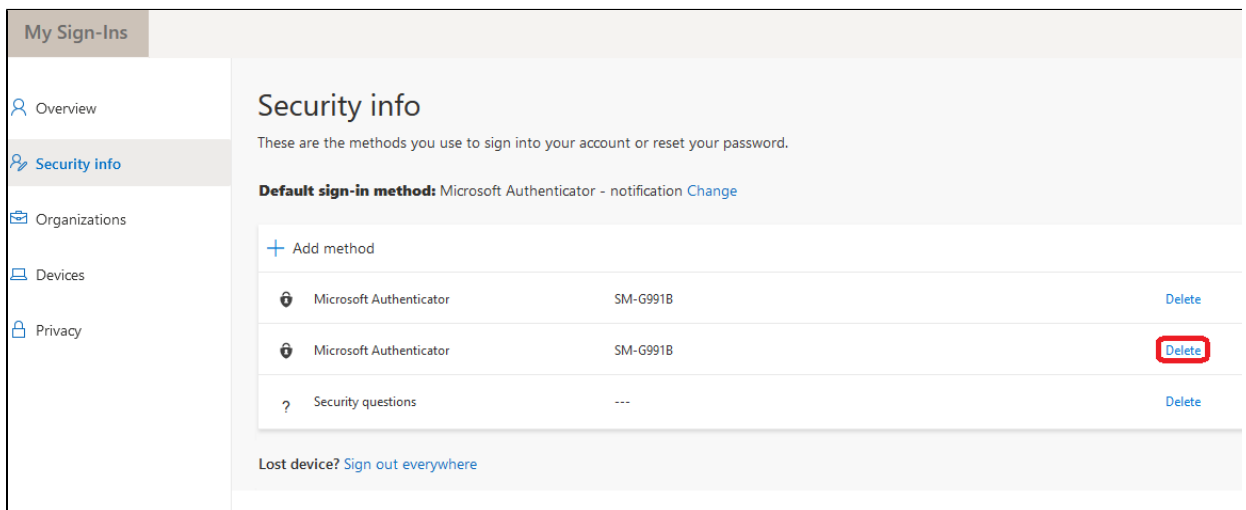 My Sign-Ins
Overview
Security info
Organizations
Devices
Privacy
Security info
These are the methods you use to sign into your account or reset your password.
Default sign-in method: Microsoft Authenticator - notification Change
+ Add method
Microsoft Authenticator SM-G991B Delete
Microsoft Authenticator SM-G991B Delete
? Security questions --- Delete
Lost device? Sign out everywhere